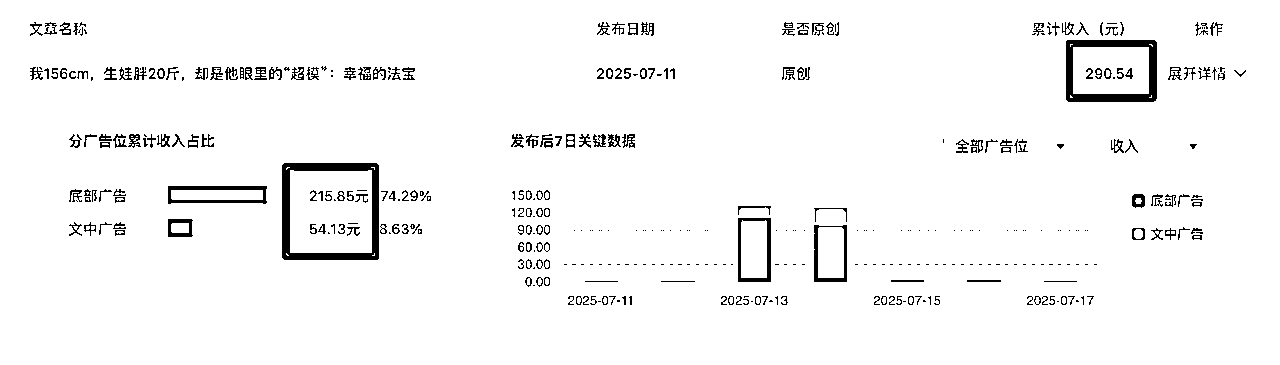 文章名称 发布日期 是否原创 累计收入（元） 操作
我156cm，生娃胖20斤，却是他眼里的“超模”：幸福的法宝 2025-07-11 原创 290.54 展开详情
分广告位累计收入占比
底部广告 215.85元 74.29%
文中广告 54.13元 8.63%
发布后7日关键数据 全部广告位 收入
150.00
120.00
90.00
60.00
30.00
0.00
2025-07-11 2025-07-13 2025-07-15 2025-07-17
底部广告
文中广告